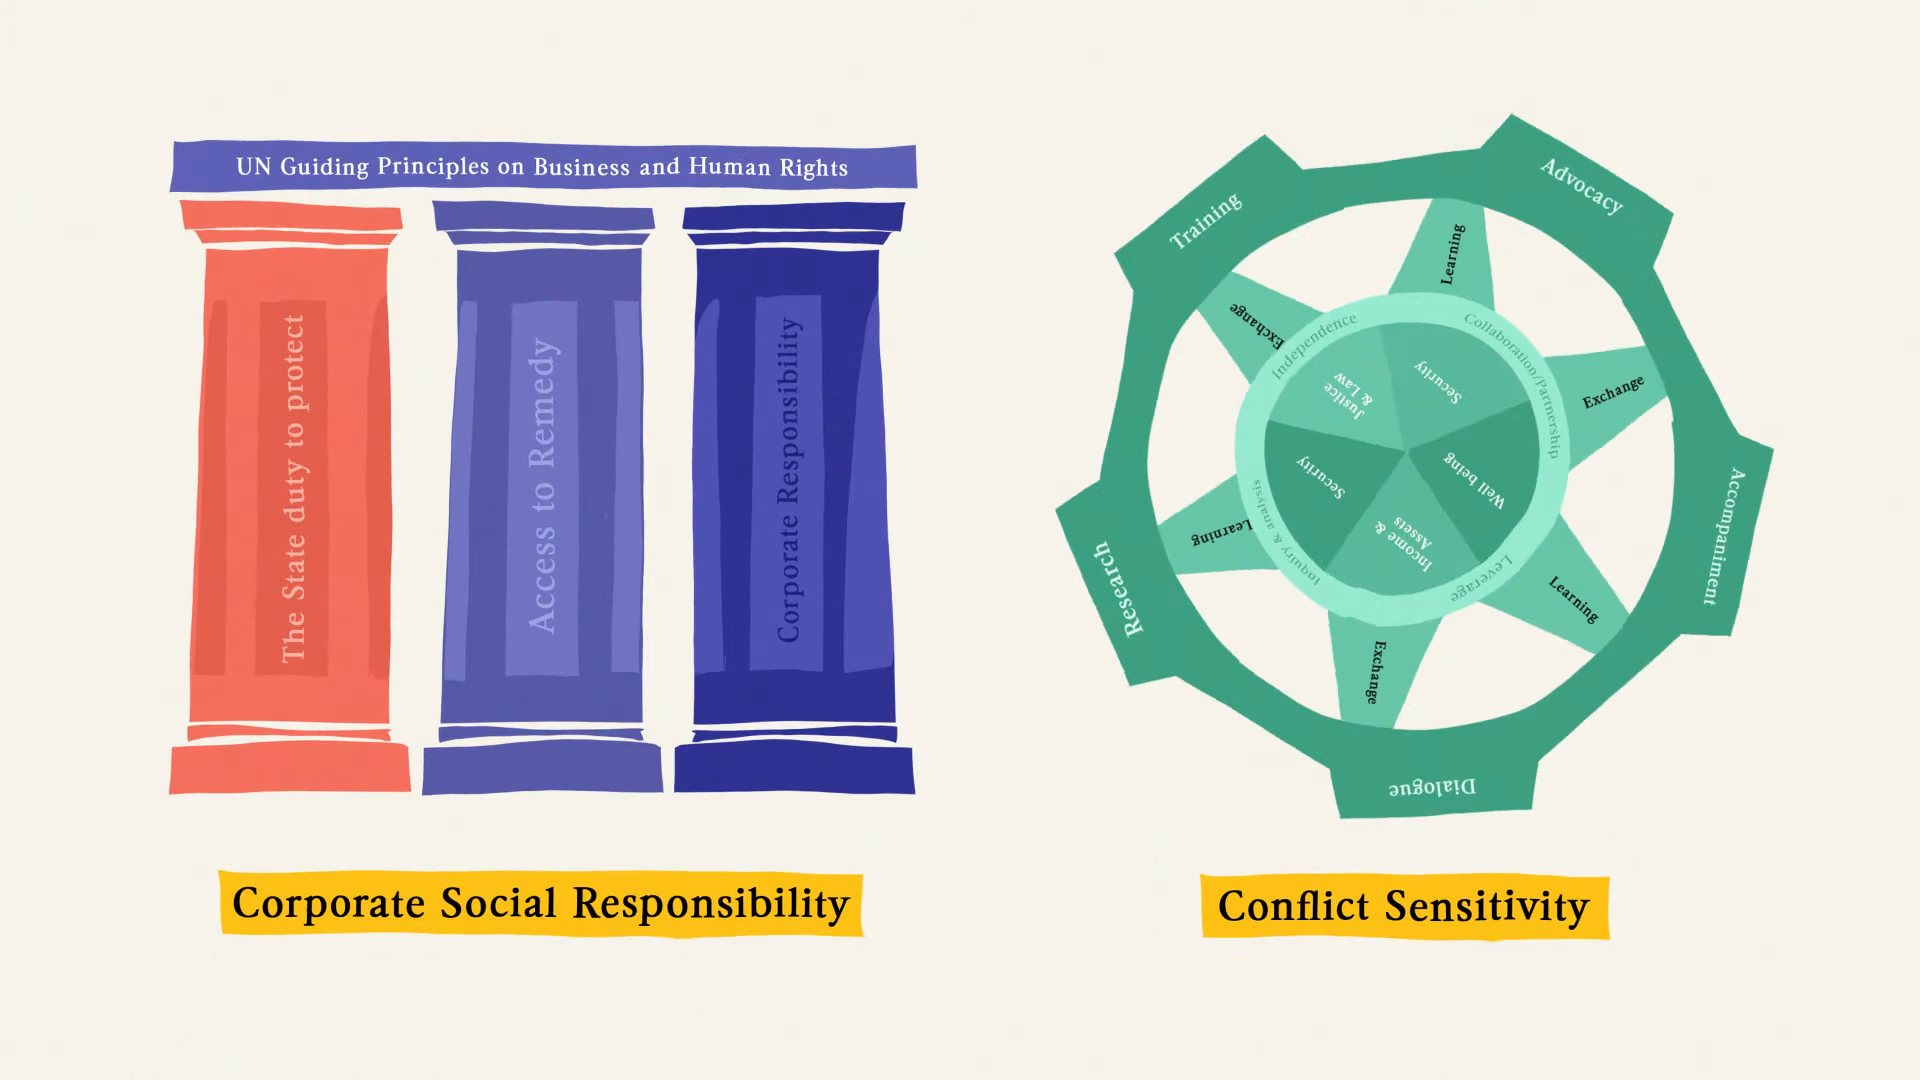 UN Guiding Principles on Business and Human Rights
The State duty to protect
Access to Remedy
Corporate Responsibility
Corporate Social Responsibility
Training
Advocacy
Accompaniment
Dialogue
Research
Learning
Exchange
Learning
Exchange
Learning
Exchange
Independence
Collaboration/Partnership
Leverage
Inquiry & analysis
Justice
& Law
Security
Well being
Income &
Assets
Security
Conflict Sensitivity